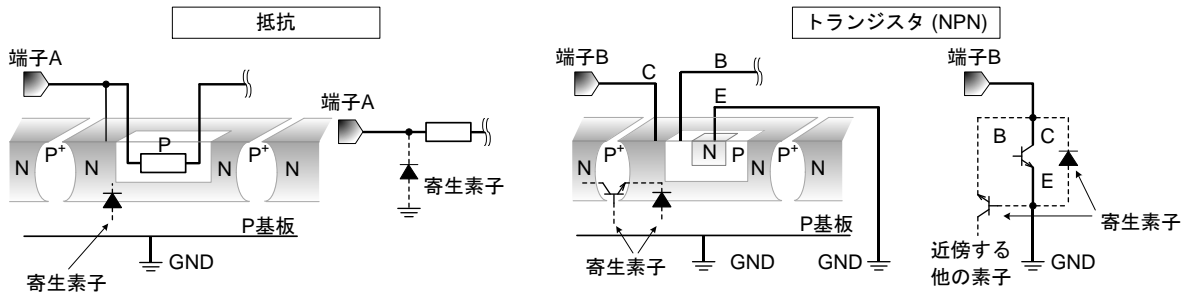 抵抗
トランジスタ (NPN)
端子A
端子A
端子B
C
B
E
端子B
N
P+
N
P
N
P+
N
N
P+
N
N
P
P+
N
B
C
E
寄生素子
P基板
P基板
寄生素子
GND
寄生素子
GND
GND
近傍する
他の素子
GND
寄生素子